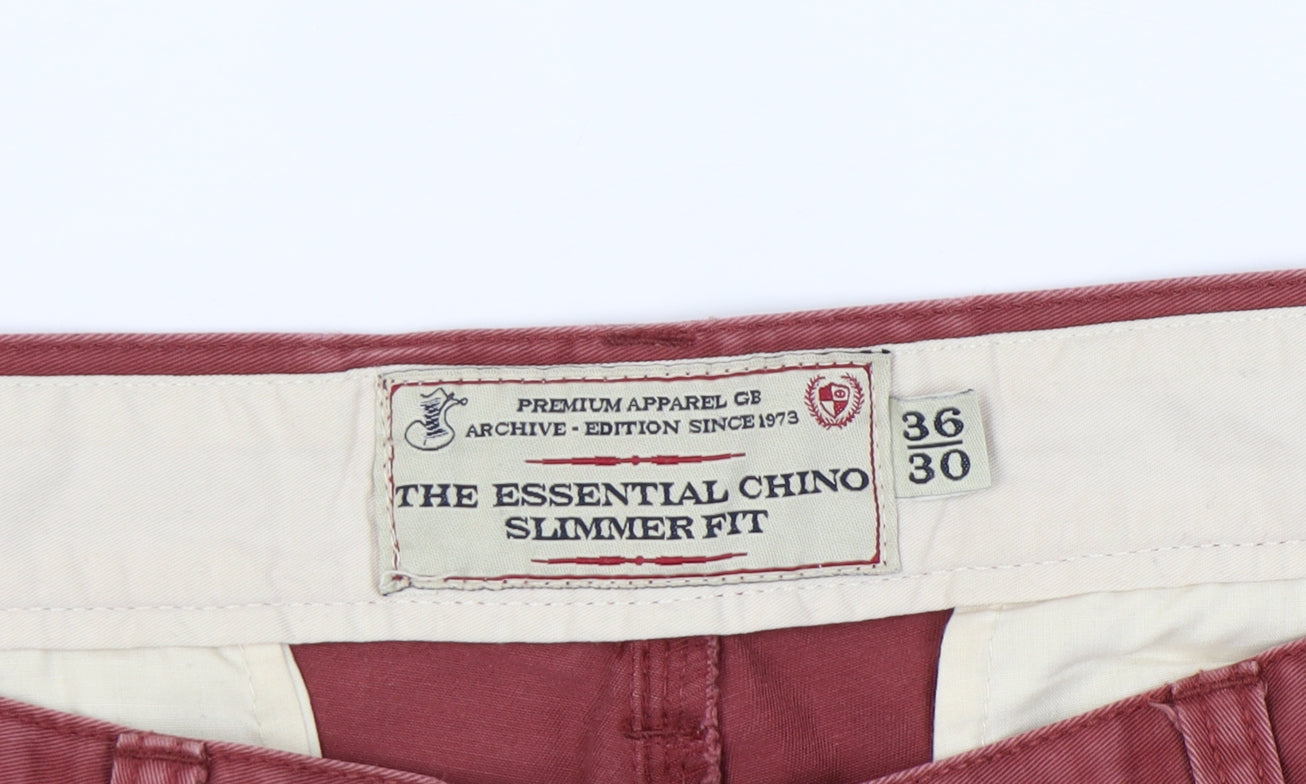 PREMIUM APPAREL GB
ARCHIVE - EDITION SINCE 1973
THE ESSENTIAL CHINO
SLIMMER FIT
36
30